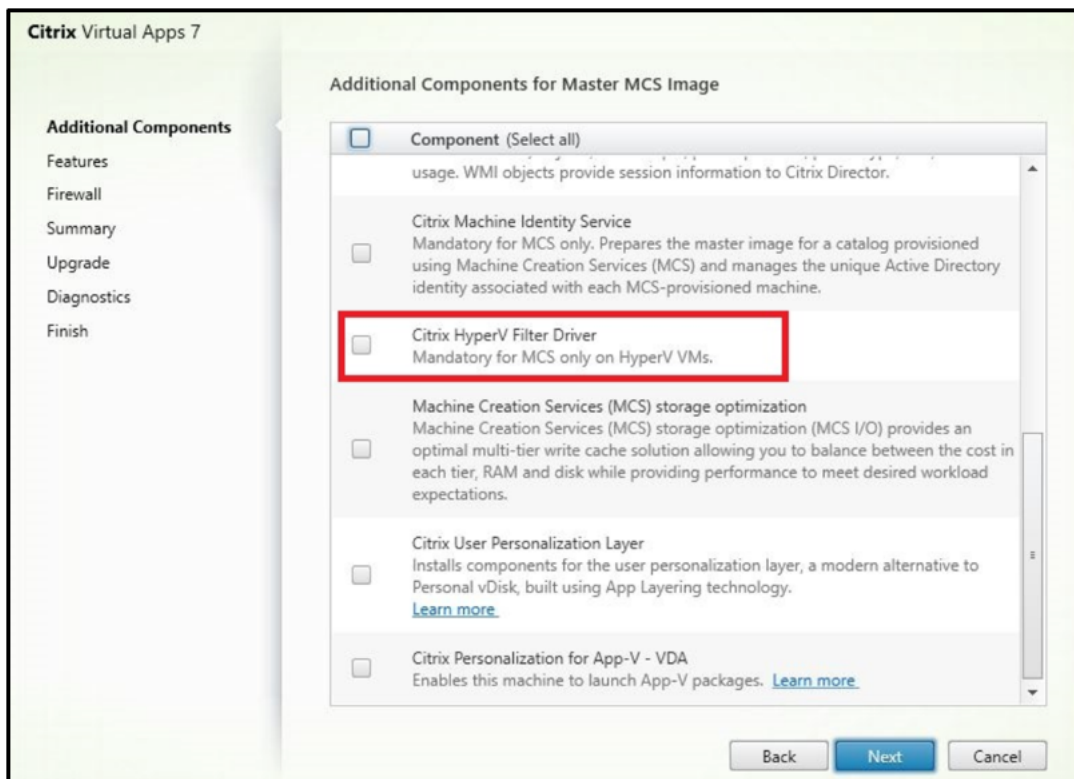 Citrix Virtual Apps 7
Additional Components
Features
Firewall
Summary
Upgrade
Diagnostics
Finish
Additional Components for Master MCS Image
Component (Select all)
usage. WMI objects provide session information to Citrix Director.
Citrix Machine Identity Service
Mandatory for MCS only. Prepares the master image for a catalog provisioned
using Machine Creation Services (MCS) and manages the unique Active Directory
identity associated with each MCS-provisioned machine.
Citrix HyperV Filter Driver
Mandatory for MCS only on HyperV VMs.
Machine Creation Services (MCS) storage optimization
Machine Creation Services (MCS) storage optimization (MCS I/O) provides an
optimal multi-tier write cache solution allowing you to balance between the cost in
each tier, RAM and disk while providing performance to meet desired workload
expectations.
Citrix User Personalization Layer
Installs components for the user personalization layer, a modern alternative to
Personal vDisk, built using App Layering technology.
Learn more
Citrix Personalization for App-V - VDA
Enables this machine to launch App-V packages. Learn more
Back
Next
Cancel